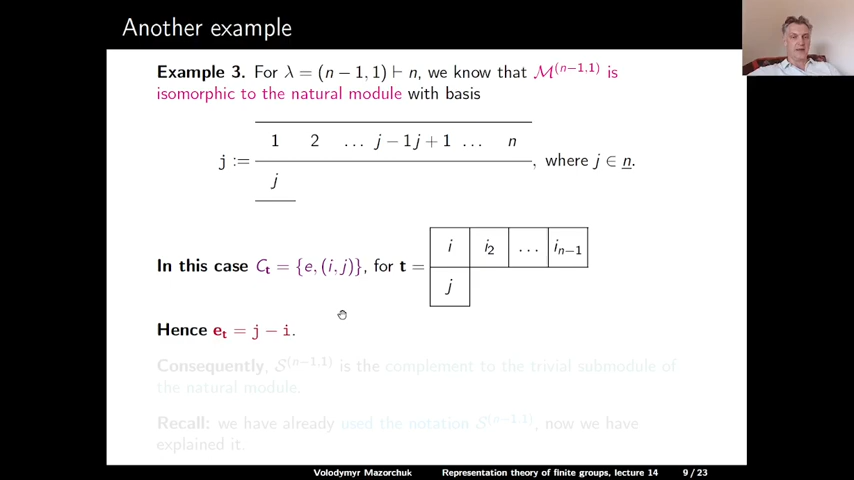 Another example
Example 3. For λ = (n − 1, 1) ⊢ n, we know that M^(n−1,1) is
isomorphic to the natural module with basis
1 2 … j − 1 j + 1 … n
j := , where j ∈ n.
j
i i₂ … iₙ₋₁
In this case C_t = {e, (i, j)}, for t =
j
Hence e_t = j − i.
Consequently, S^(n−1,1) is the complement to the trivial submodule of
the natural module.
Recall: we have already used the notation S^(n−1,1), now we have
explained it.
Volodymyr Mazorchuk Representation theory of finite groups, lecture 14 9 / 23